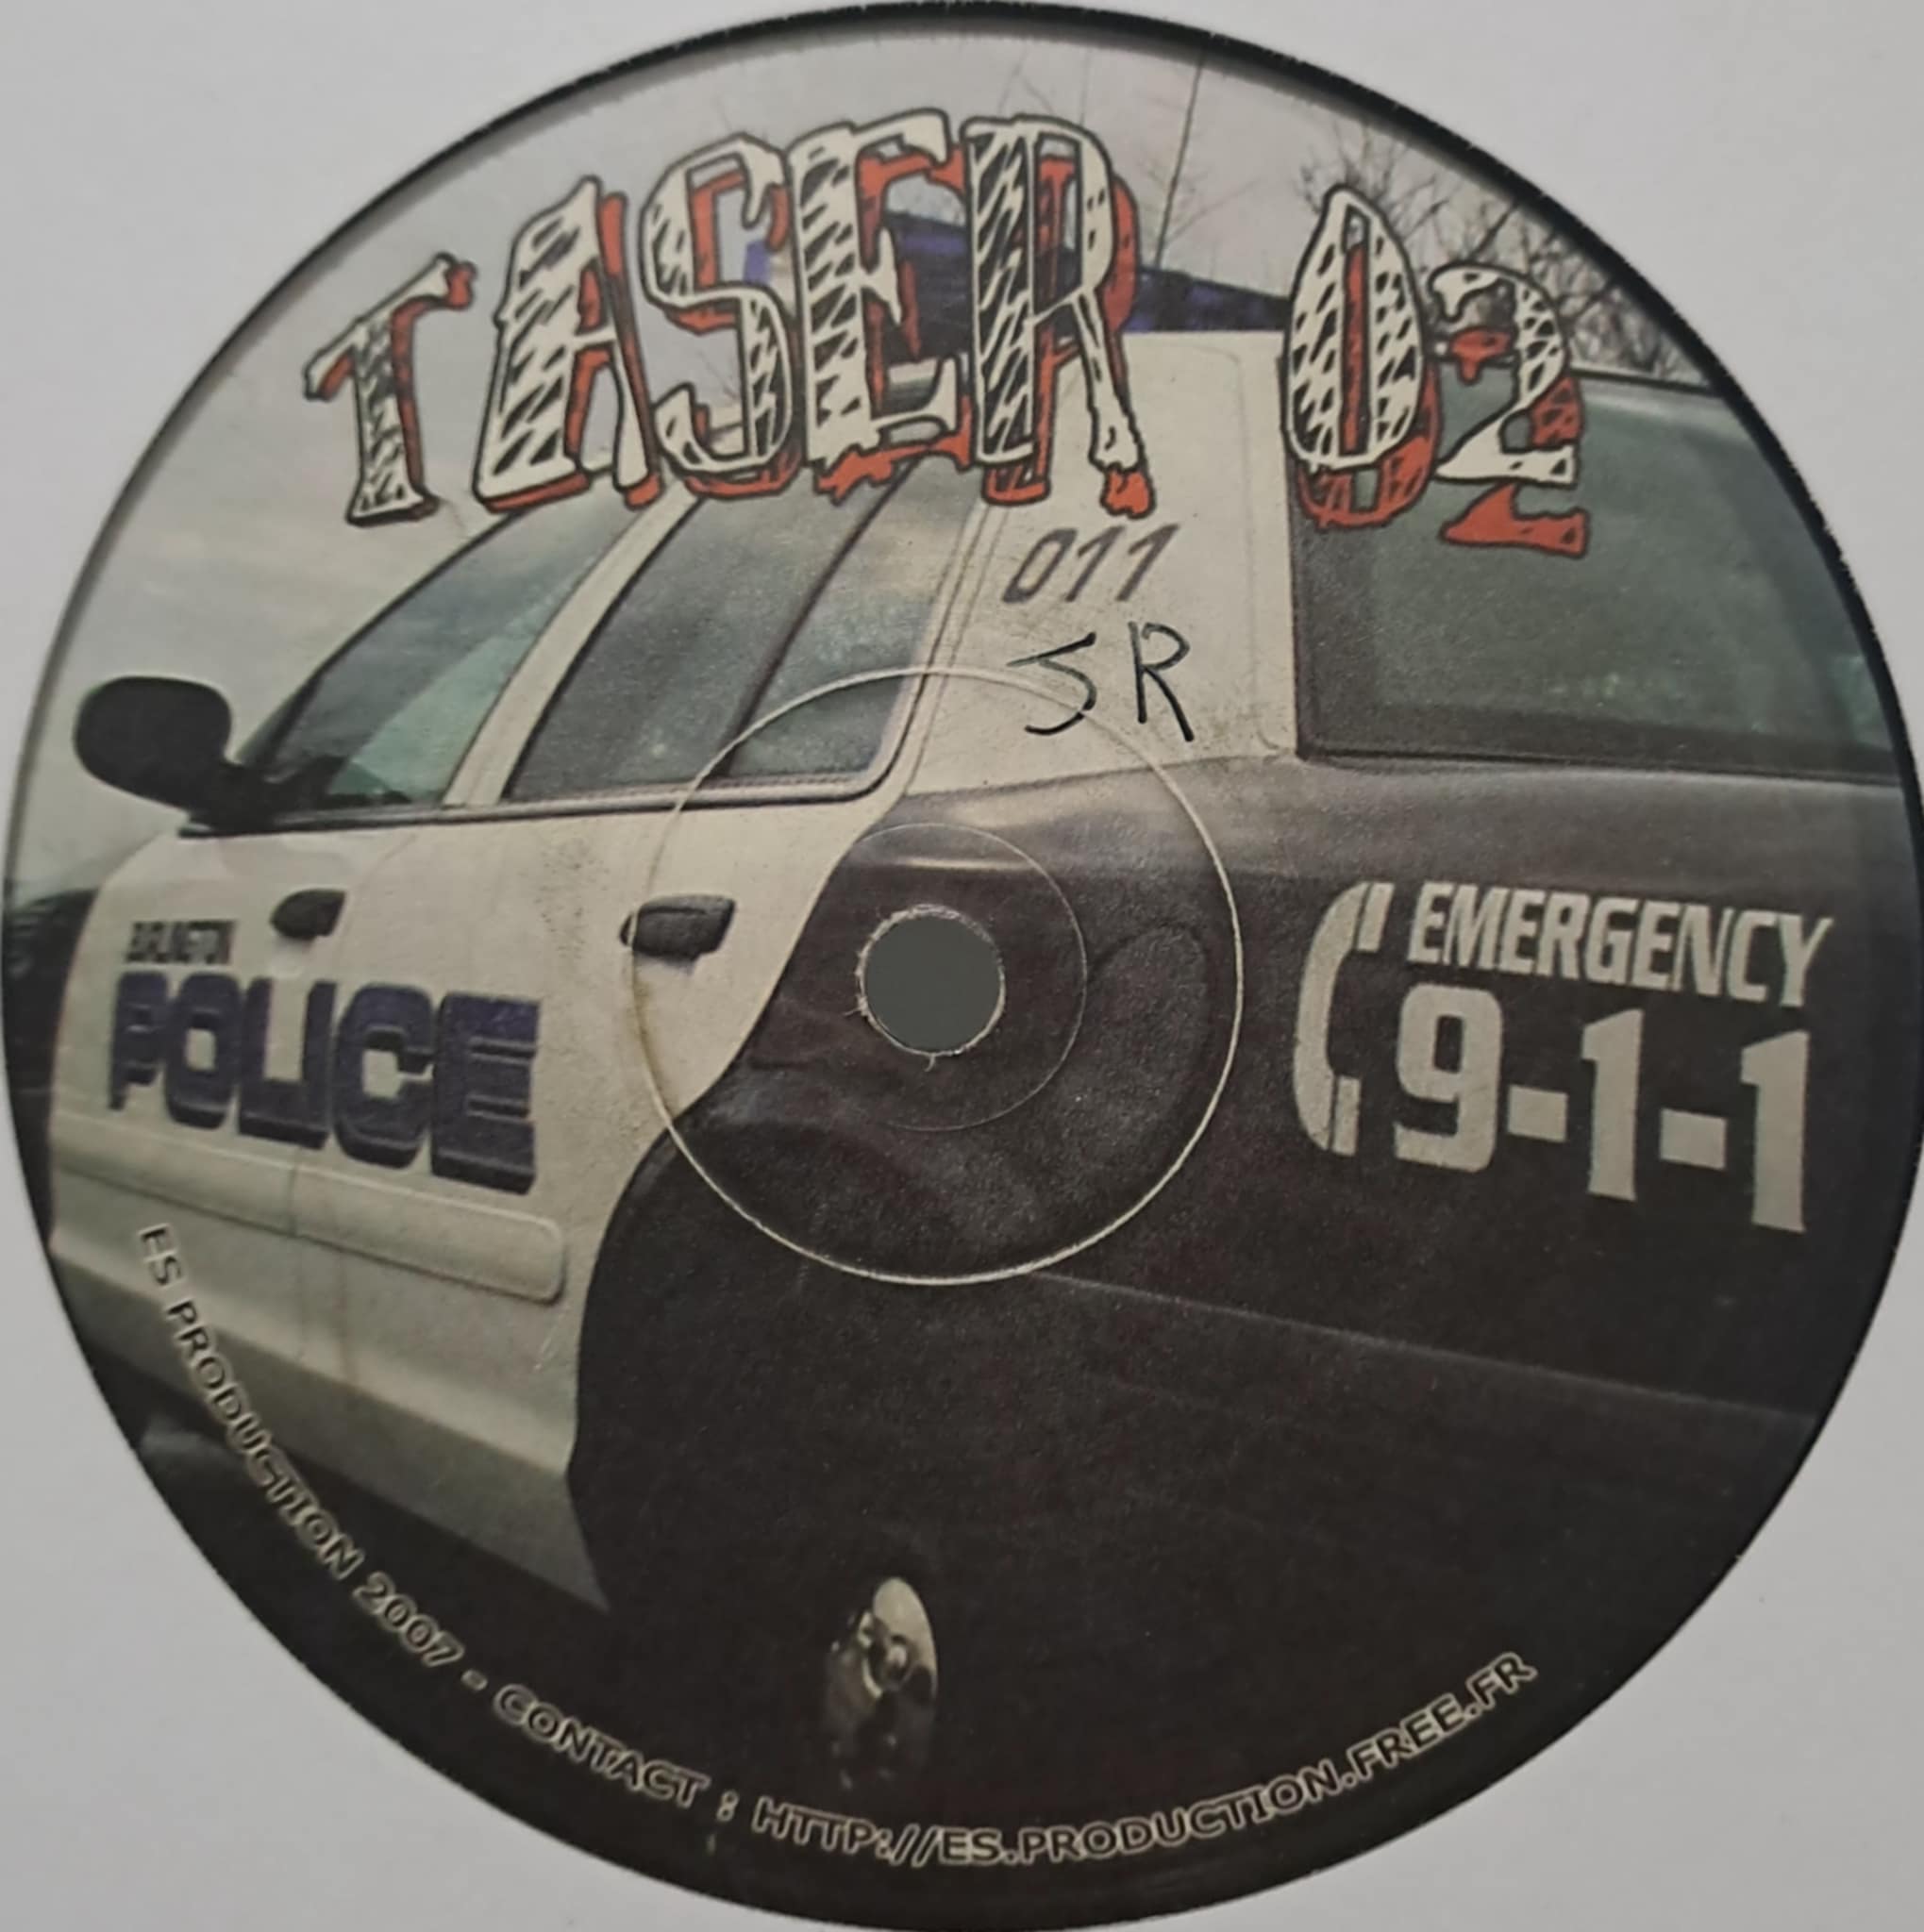 TASER 02
011
SR
EMERGENCY
9-1-1
POLICE
ES PRODUCTION 2007 - CONTACT : HTTP://ES.PRODUCTION.FREE.FR